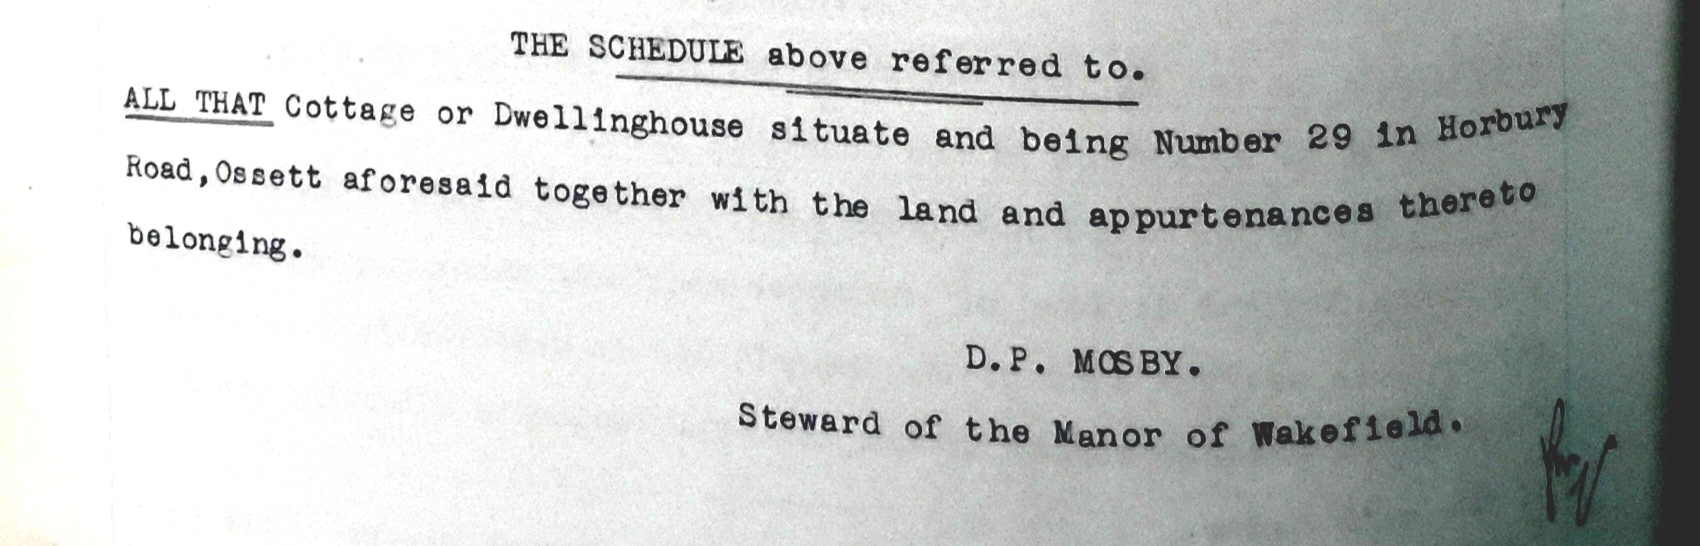 THE SCHEDULE above referred to.
ALL THAT Cottage or Dwellinghouse situate and being Number 29 in Horbury
Road,Ossett aforesaid together with the land and appurtenances thereto
belonging.
D.P. MOSBY.
Steward of the Manor of Wakefield.